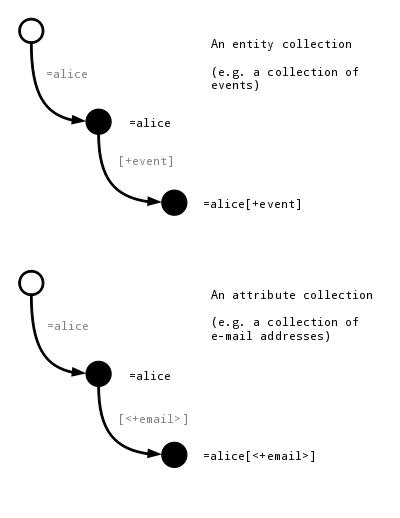 An entity collection
=alice
(e.g. a collection of
events)
=alice
[+event]
=alice[+event]
An attribute collection
=alice
(e.g. a collection of
e-mail addresses)
=alice
[<+email>]
=alice[<+email>]